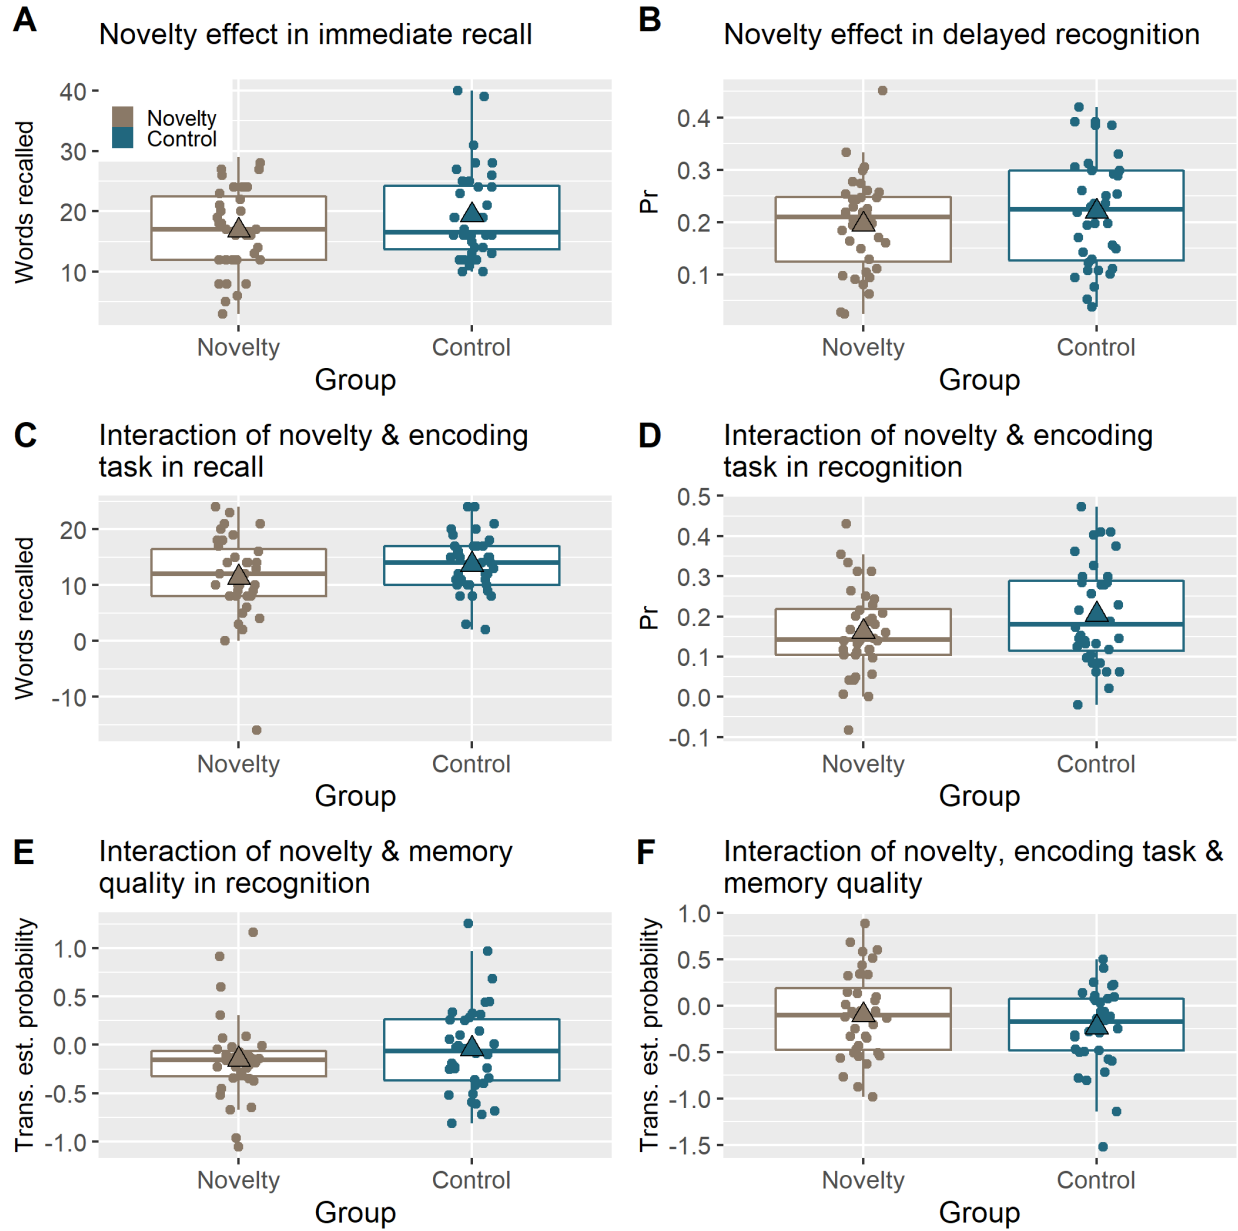 A
Novelty effect in immediate recall
Words recalled
40
30
20
10
Novelty
Control
Novelty
Control
Group
B
Novelty effect in delayed recognition
Pr
0.4
0.3
0.2
0.1
Novelty
Control
Group
C
Interaction of novelty & encoding
task in recall
Words recalled
20
10
0
-10
Novelty
Control
Group
D
Interaction of novelty & encoding
task in recognition
Pr
0.5
0.4
0.3
0.2
0.1
0.0
-0.1
Novelty
Control
Group
E
Interaction of novelty & memory
quality in recognition
Trans. est. probability
1.0
0.5
0.0
-0.5
-1.0
Novelty
Control
Group
F
Interaction of novelty, encoding task &
memory quality
Trans. est. probability
1.0
0.5
0.0
-0.5
-1.0
-1.5
Novelty
Control
Group